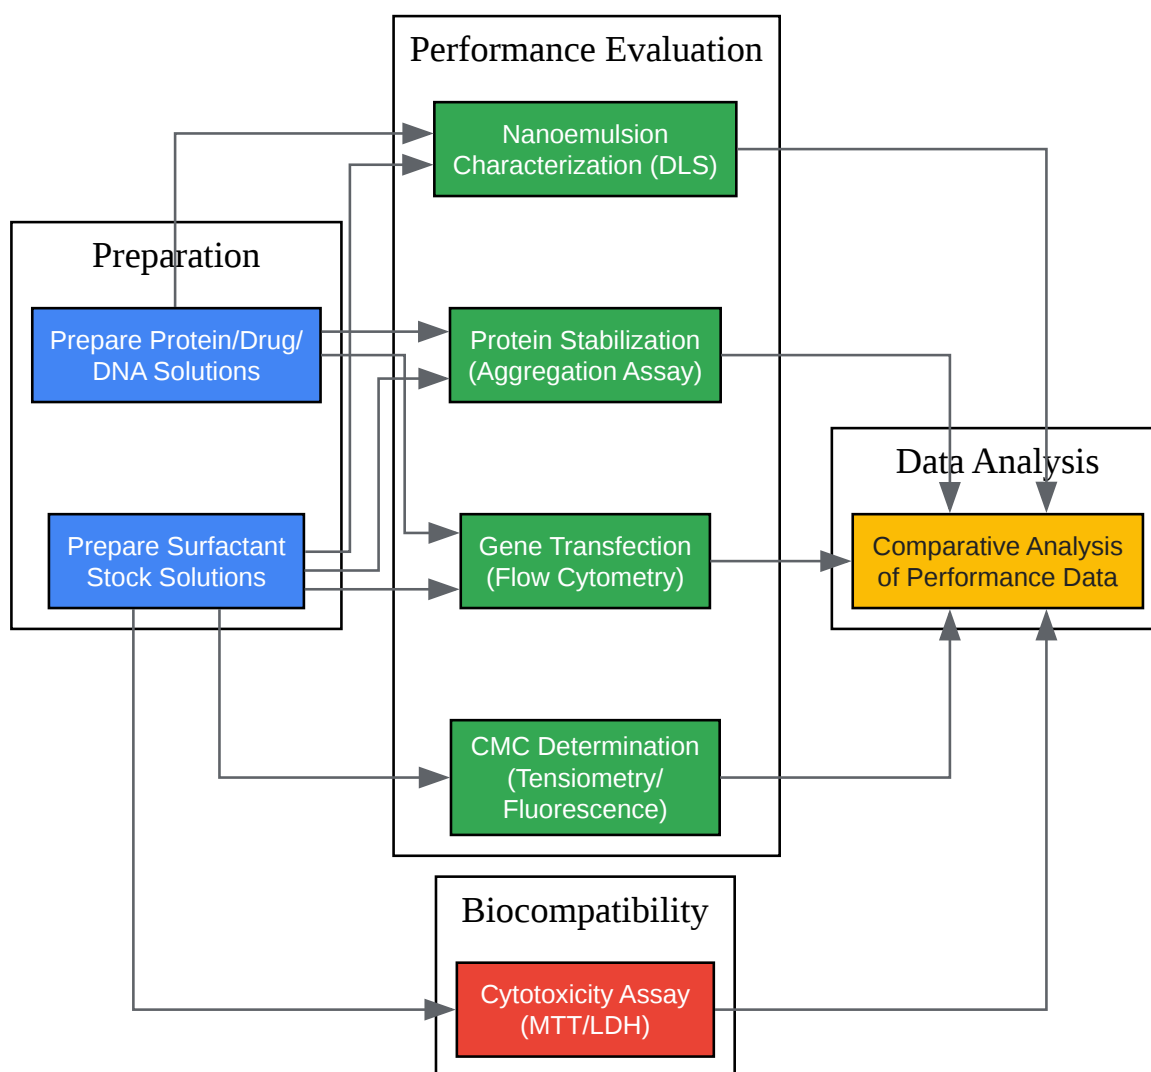 Performance Evaluation
Nanoemulsion
Characterization (DLS)
Preparation
Prepare Protein/Drug/
DNA Solutions
Protein Stabilization
(Aggregation Assay)
Data Analysis
Prepare Surfactant
Stock Solutions
Gene Transfection
(Flow Cytometry)
Comparative Analysis
of Performance Data
CMC Determination
(Tensiometry/
Fluorescence)
Biocompatibility
Cytotoxicity Assay
(MTT/LDH)